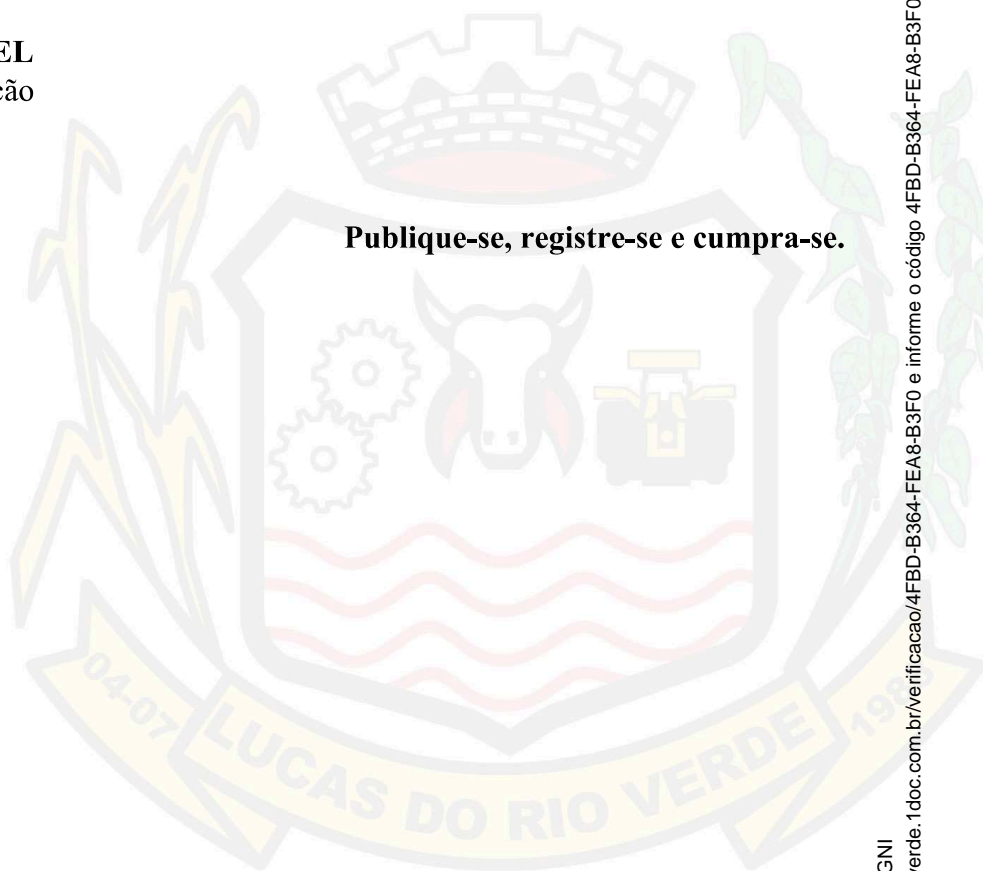 EL
ção
Publique-se, registre-se e cumpra-se.
04-07
LUCAS DO RIO VERDE
GNI
verde.1doc.com.br/verificacao/4FBD-B364-FEA8-B3F0 e informe o código 4FBD-B364-FEA8-B3F0